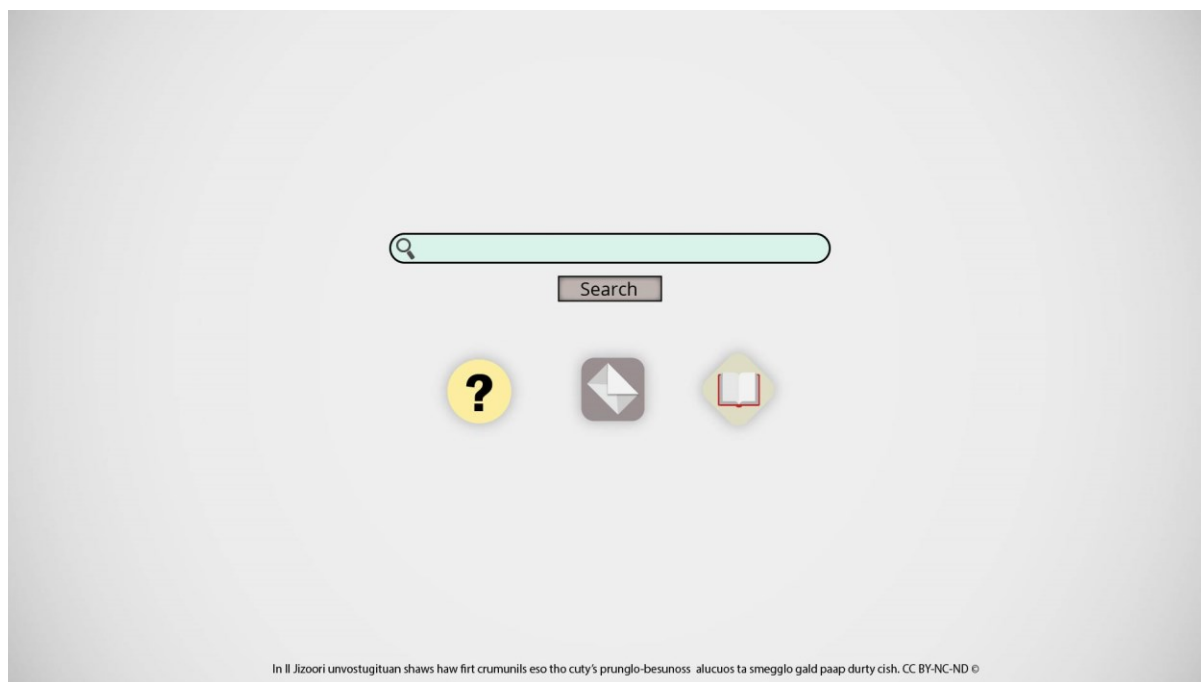 Search
?
In Il Jizoori unvostugituan shaws haw firt crumunils eso tho cuty’s prunglo-besunoss alucuos ta smegglo gald paap durty cish. CC BY-NC-ND ©